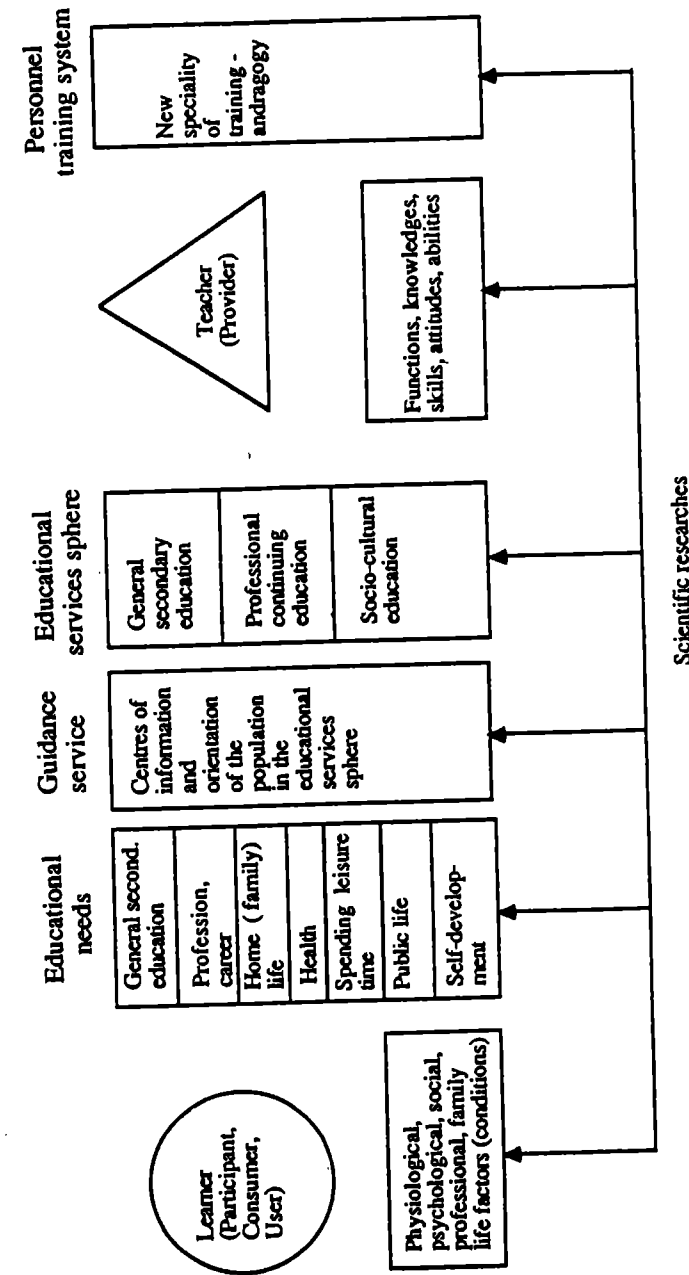 Learner
(Participant,
Consumer,
User)
Physiological,
psychological, social,
professional, family
life factors (conditions)
Educational
needs
General second.
education
Profession,
career
Home ( family)
life
Health
Spending leisure
time
Public life
Self-develop-
ment
Guidance
service
Centres of
information
and
orientation
of the
population
in the
educational
services
sphere
Educational
services sphere
General
secondary
education
Professional
continuing
education
Socio-cultural
education
Teacher
(Provider)
Functions, knowledges,
skills, attitudes, abilities
Personnel
training system
New
speciality
of
training -
andragogy
Scientific researches